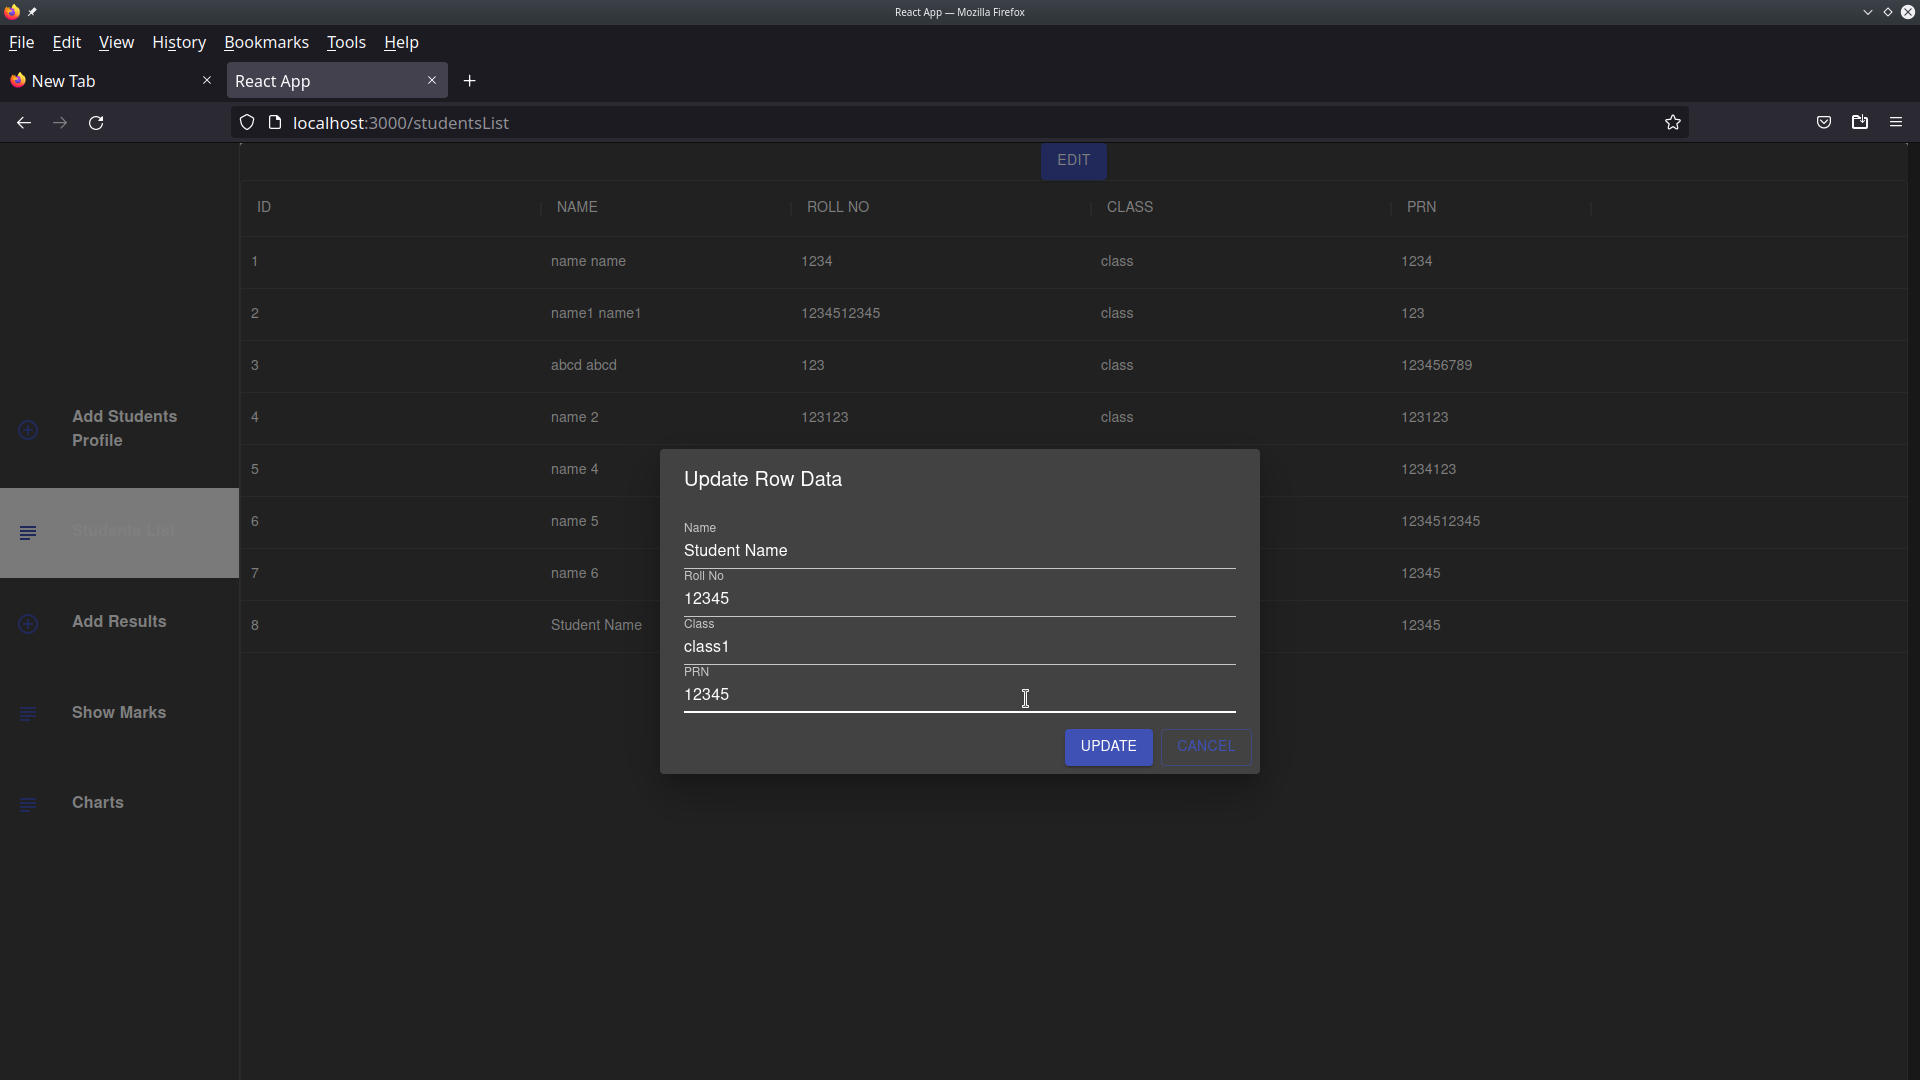 React App — Mozilla Firefox
File Edit View History Bookmarks Tools Help
New Tab
React App
localhost:3000/studentsList
EDIT
ID NAME ROLL NO CLASS PRN
1 name name 1234 class 1234
2 name1 name1 1234512345 class 123
3 abcd abcd 123 class 123456789
4 name 2 123123 class 123123
5 name 4 1234123
6 name 5 1234512345
7 name 6 12345
8 Student Name 12345
Add Students
Profile
Students List
Add Results
Show Marks
Charts
Update Row Data
Name
Student Name
Roll No
12345
Class
class1
PRN
12345
UPDATE CANCEL